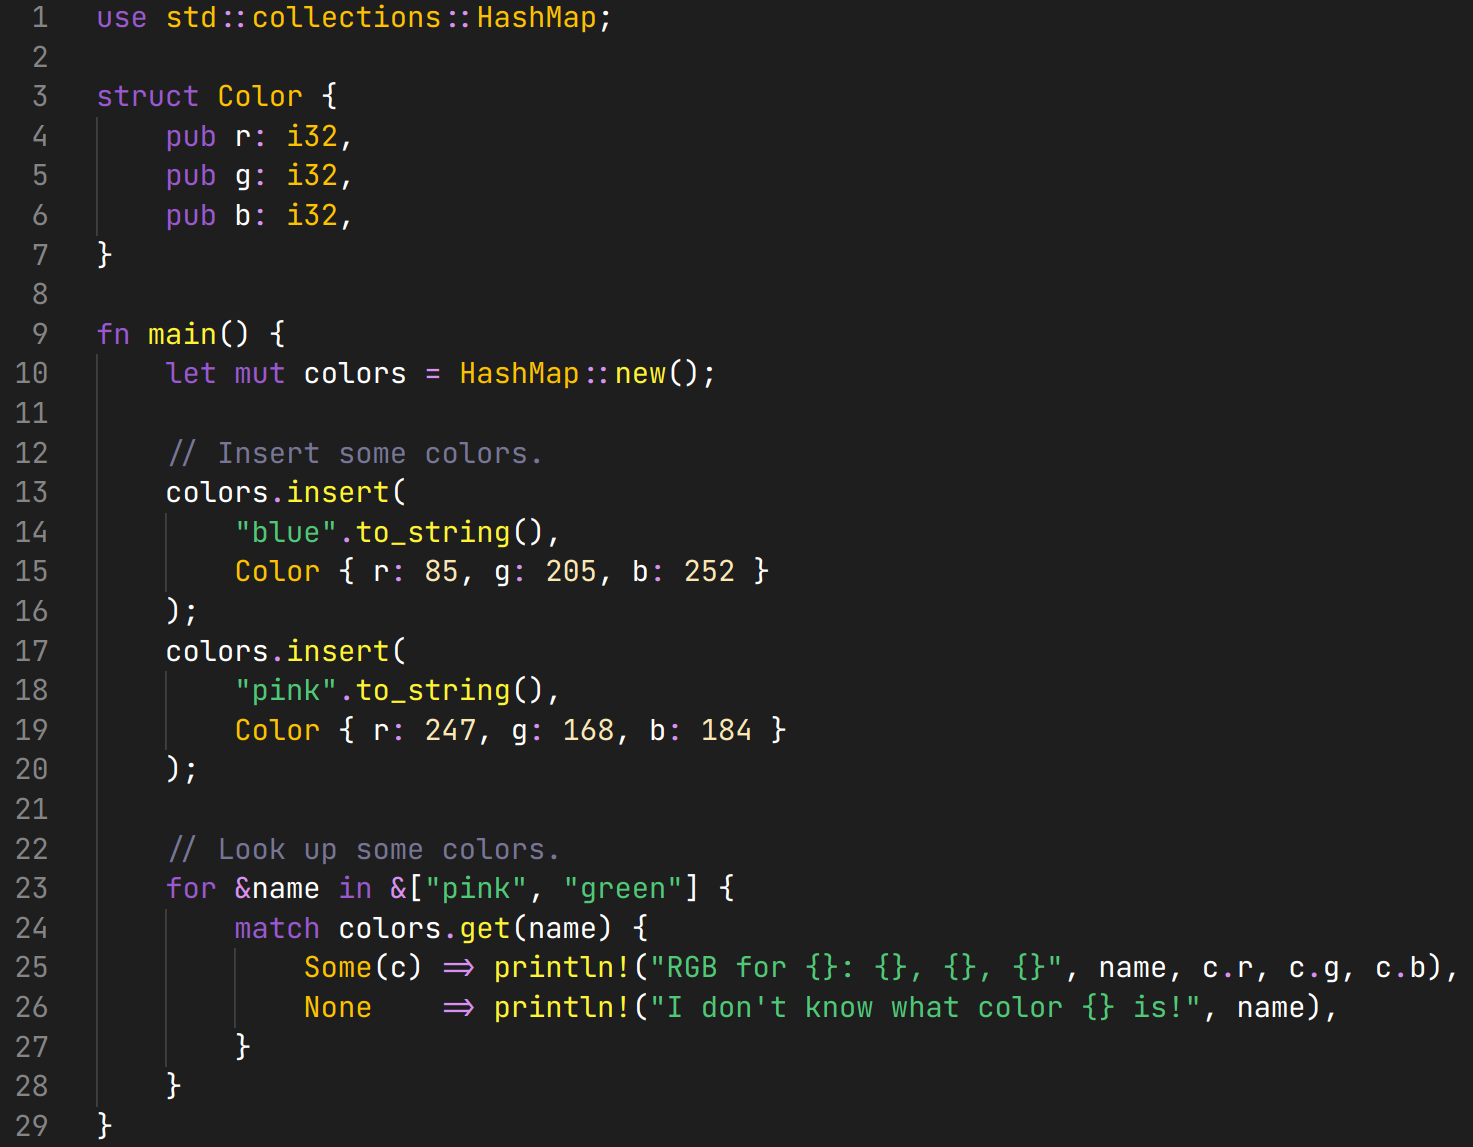 1 use std::collections::HashMap;
2
3 struct Color {
4     pub r: i32,
5     pub g: i32,
6     pub b: i32,
7 }
8
9 fn main() {
10     let mut colors = HashMap::new();
11
12     // Insert some colors.
13     colors.insert(
14         "blue".to_string(),
15         Color { r: 85, g: 205, b: 252 }
16     );
17     colors.insert(
18         "pink".to_string(),
19         Color { r: 247, g: 168, b: 184 }
20     );
21
22     // Look up some colors.
23     for &name in &["pink", "green"] {
24         match colors.get(name) {
25             Some(c) => println!("RGB for {}: {}, {}, {}", name, c.r, c.g, c.b),
26             None    => println!("I don't know what color {} is!", name),
27         }
28     }
29 }